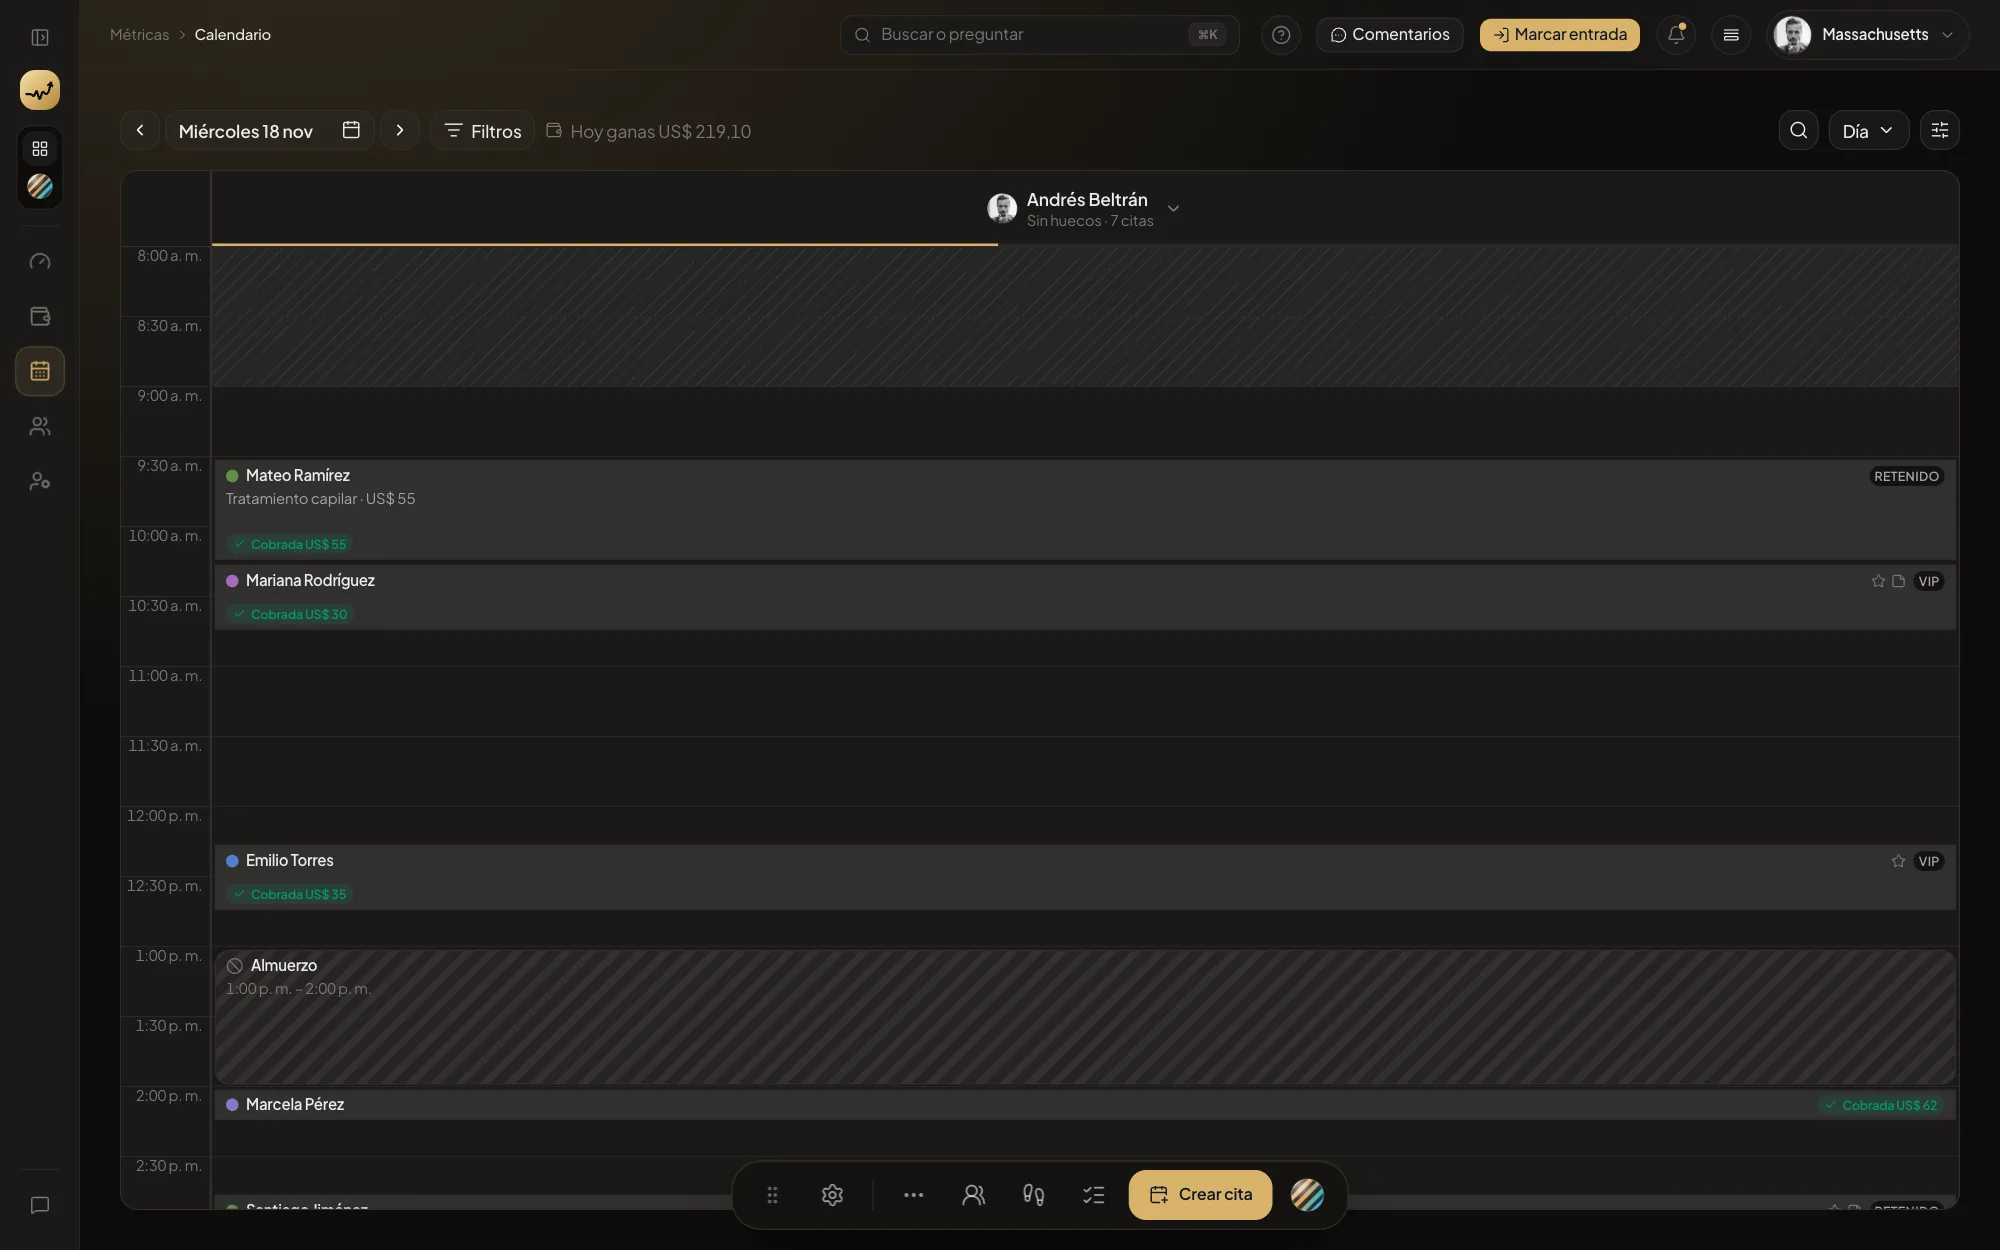 Métricas > Calendario
Buscar o preguntar
⌘K
Comentarios
Marcar entrada
Massachusetts
Miércoles 18 nov
Filtros
Hoy ganas US$ 219,10
Día
Andrés Beltrán
Sin huecos · 7 citas
8:00 a. m.
8:30 a. m.
9:00 a. m.
9:30 a. m.
Mateo Ramírez
RETENIDO
Tratamiento capilar · US$ 55
10:00 a. m.
Cobrada US$ 55
Mariana Rodríguez
VIP
10:30 a. m.
Cobrada US$ 30
11:00 a. m.
11:30 a. m.
12:00 p. m.
Emilio Torres
VIP
12:30 p. m.
Cobrada US$ 35
1:00 p. m.
Almuerzo
1:00 p. m. – 2:00 p. m.
1:30 p. m.
2:00 p. m.
Marcela Pérez
Cobrada US$ 62
2:30 p. m.
Santiago Jiménez
RETENIDO
Crear cita